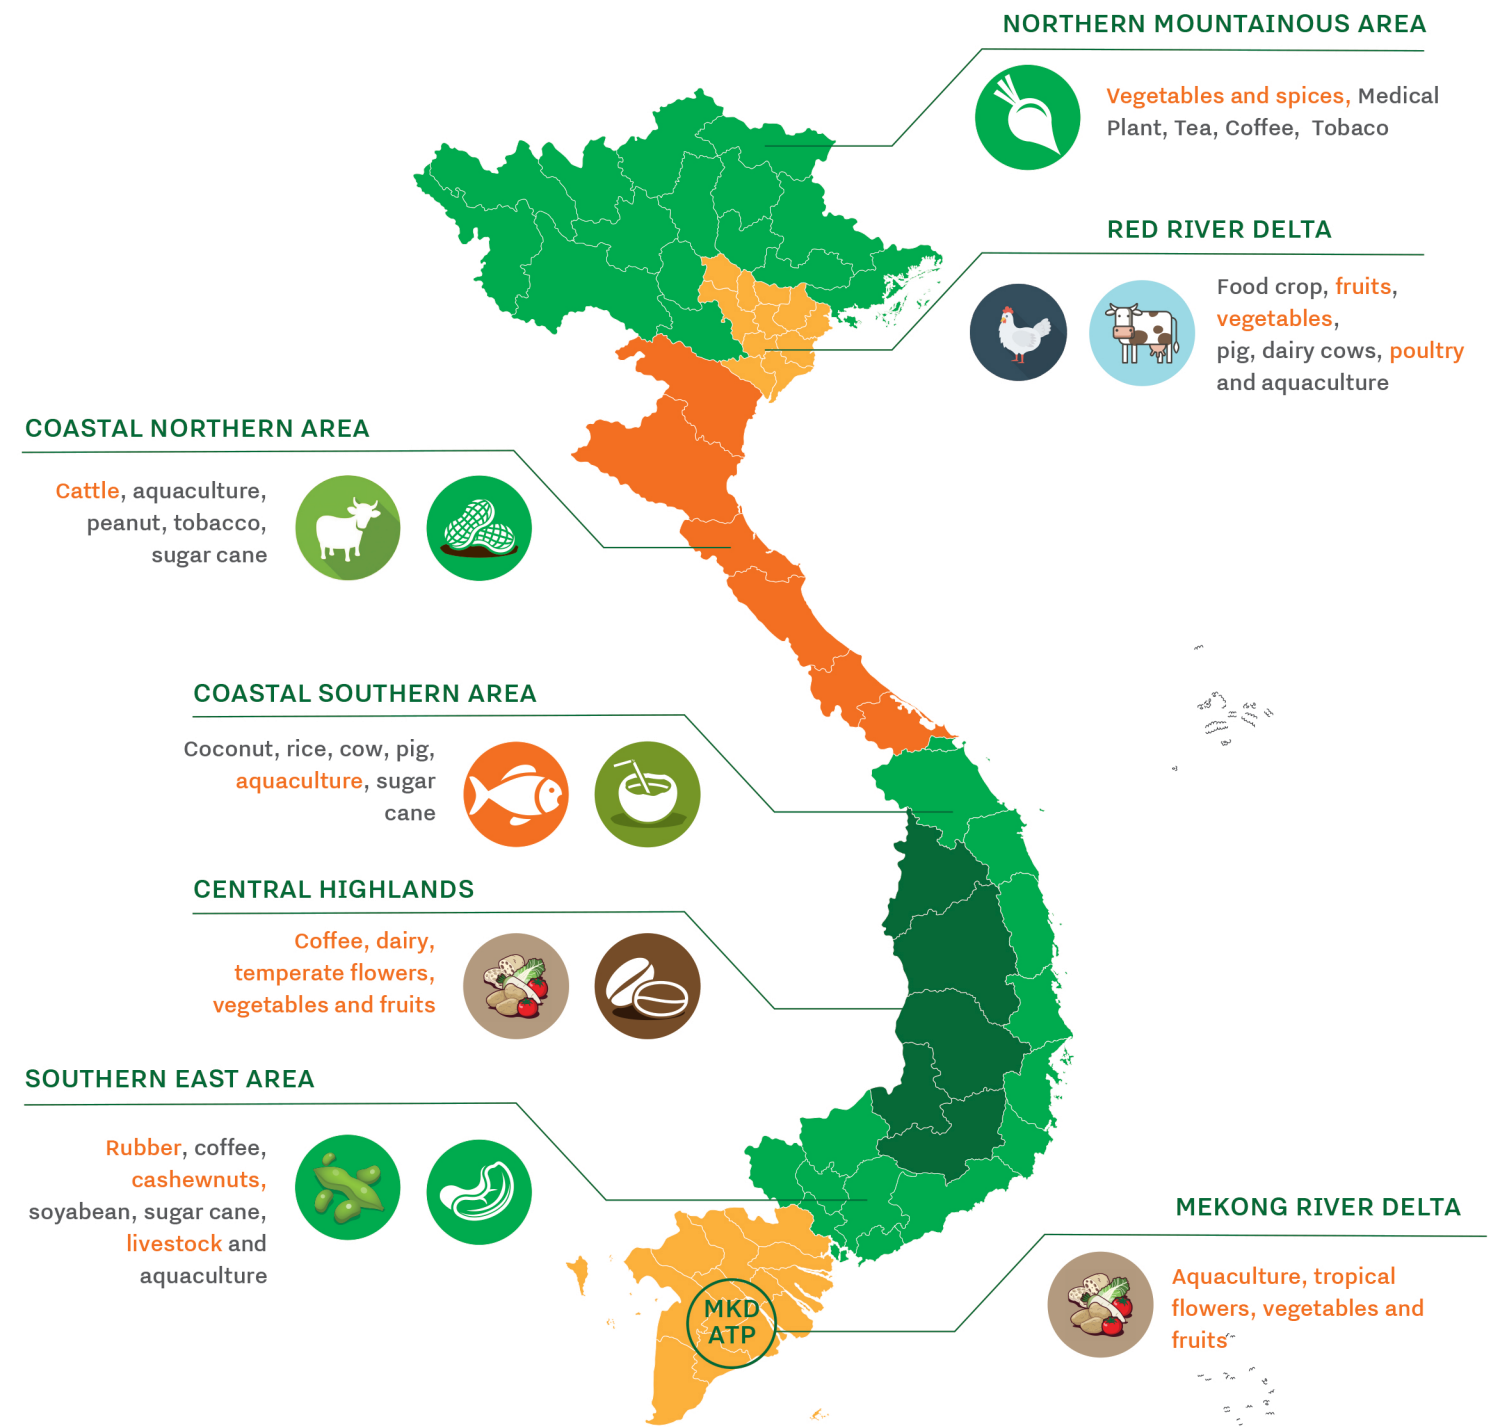 NORTHERN MOUNTAINOUS AREA
Vegetables and spices, Medical
Plant, Tea, Coffee, Tobaco
RED RIVER DELTA
Food crop, fruits,
vegetables,
pig, dairy cows, poultry
and aquaculture
COASTAL NORTHERN AREA
Cattle, aquaculture,
peanut, tobacco,
sugar cane
COASTAL SOUTHERN AREA
Coconut, rice, cow, pig,
aquaculture, sugar
cane
CENTRAL HIGHLANDS
Coffee, dairy,
temperate flowers,
vegetables and fruits
SOUTHERN EAST AREA
Rubber, coffee,
cashewnuts,
soyabean, sugar cane,
livestock and
aquaculture
MEKONG RIVER DELTA
Aquaculture, tropical
flowers, vegetables and
fruits
MKD
ATP